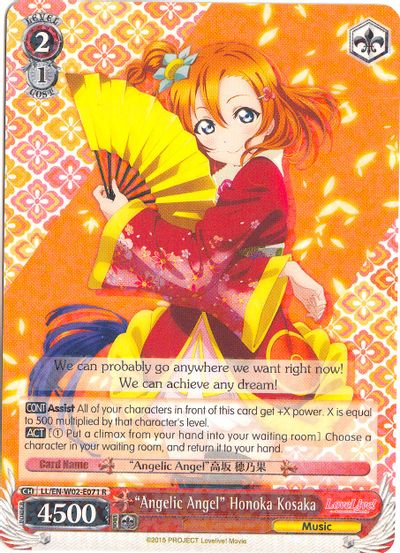 LEVEL
2
1
COST
We can probably go anywhere we want right now!
We can achieve any dream!
CONT Assist All of your characters in front of this card get +X power. X is equal
to 500 multiplied by that character's level.
ACT [① Put a climax from your hand into your waiting room] Choose a
character in your waiting room, and return it to your hand.
Card Name
"Angelic Angel" 高坂 穂乃果
CH LL/EN-W02-E071 R
POWER
4500
"Angelic Angel" Honoka Kosaka
LoveLive!
Music
©2015 PROJECT Lovelive! Movie